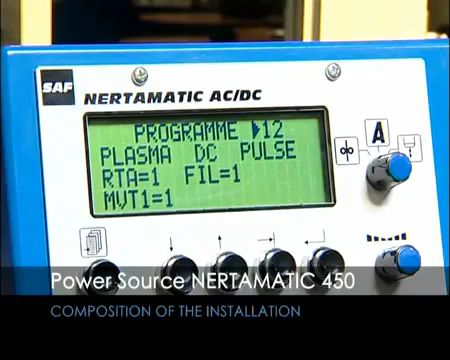 SAF
NERTAMATIC AC/DC
PROGRAMME 12
PLASMA DC PULSE
RTA=1 FIL=1
MVT1=1
A
Power Source NERTAMATIC 450
COMPOSITION OF THE INSTALLATION